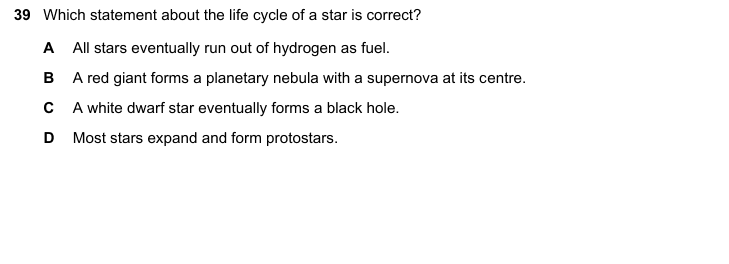 39 Which statement about the life cycle of a star is correct?
A All stars eventually run out of hydrogen as fuel.
B A red giant forms a planetary nebula with a supernova at its centre.
C A white dwarf star eventually forms a black hole.
D Most stars expand and form protostars.